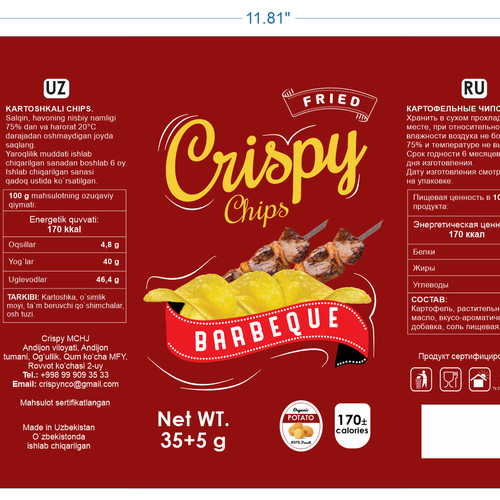 11.81"
UZ
KARTOSHKALI CHIPS.
Salqin, havoning nisbiy namligi
75% dan va harorat 20°C
darajadan oshmaydigan joyda
saqlang.
Yaroqlilik muddati ishlab
chiqarilgan sanadan boshlab 6 oy.
Ishlab chiqarilgan sanasi
qadoq ustida ko`rsatilgan.
100 g mahsulotning ozuqaviy
qiymati:
Energetik quvvati:
170 kkal
Oqsillar 4,8 g
Yog`lar 40 g
Uglevodlar 46,4 g
TARKIBI: Kartoshka, o`simlik
moyi, ta`m beruvchi qo`shimchalar,
osh tuzi.
Crispy MCHJ
Andijon viloyati, Andijon
tumani, Og'ullik, Qum ko'cha MFY,
Rovvot ko'chasi 2-uy
Tel.: +998 99 909 35 33
Email: crispynco@gmail.com
Mahsulot sertifikatlangan
Made in Uzbekistan
O`zbekistonda
ishlab chiqarilgan
FRIED
Crispy
Chips
BARBEQUE
Net WT.
35+5 g
Organic
POTATO
100% Fresh
170±
calories
RU
КАРТОФЕЛЬНЫЕ ЧИПС
Хранить в сухом прохлад
месте, при относительно
влажности воздуха не бо
75% и температуре не вы
Срок годности 6 месяцев
дня изготовления.
Дату изготовления смотр
на упаковке.
Пищевая ценность в 10
продукта:
Энергетическая ценн
170 ккал
Белки
Жиры
Углеводы
СОСТАВ:
Картофель, растительн
масло, вкусо-ароматиче
добавка, соль пищевая
Продукт сертифициро